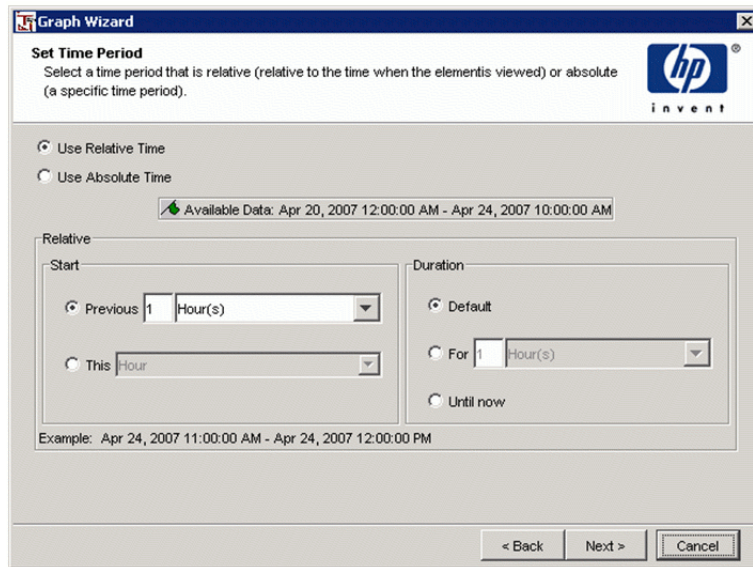 Graph Wizard
Set Time Period
Select a time period that is relative (relative to the time when the elementis viewed) or absolute
(a specific time period).
hp
®
invent
Use Relative Time
Use Absolute Time
Available Data: Apr 20, 2007 12:00:00 AM - Apr 24, 2007 10:00:00 AM
Relative
Start
Duration
Previous 1 Hour(s)
Default
This Hour
For 1 Hour(s)
Until now
Example: Apr 24, 2007 11:00:00 AM - Apr 24, 2007 12:00:00 PM
< Back
Next >
Cancel